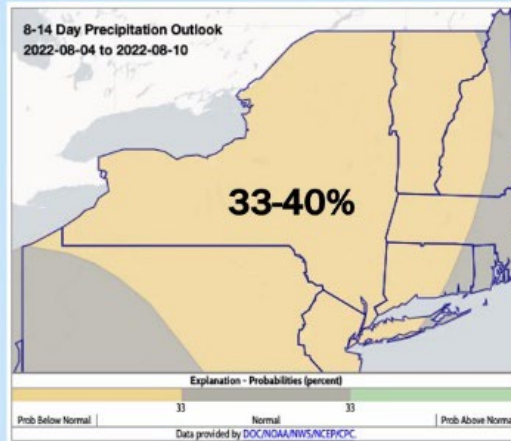 8-14 Day Precipitation Outlook
2022-08-04 to 2022-08-10
33-40%
Explanation - Probabilities (percent)
33 33
Prob Below Normal Normal Prob Above Normal
Data provided by DOC/NOAA/NWS/NCEP/CPC.